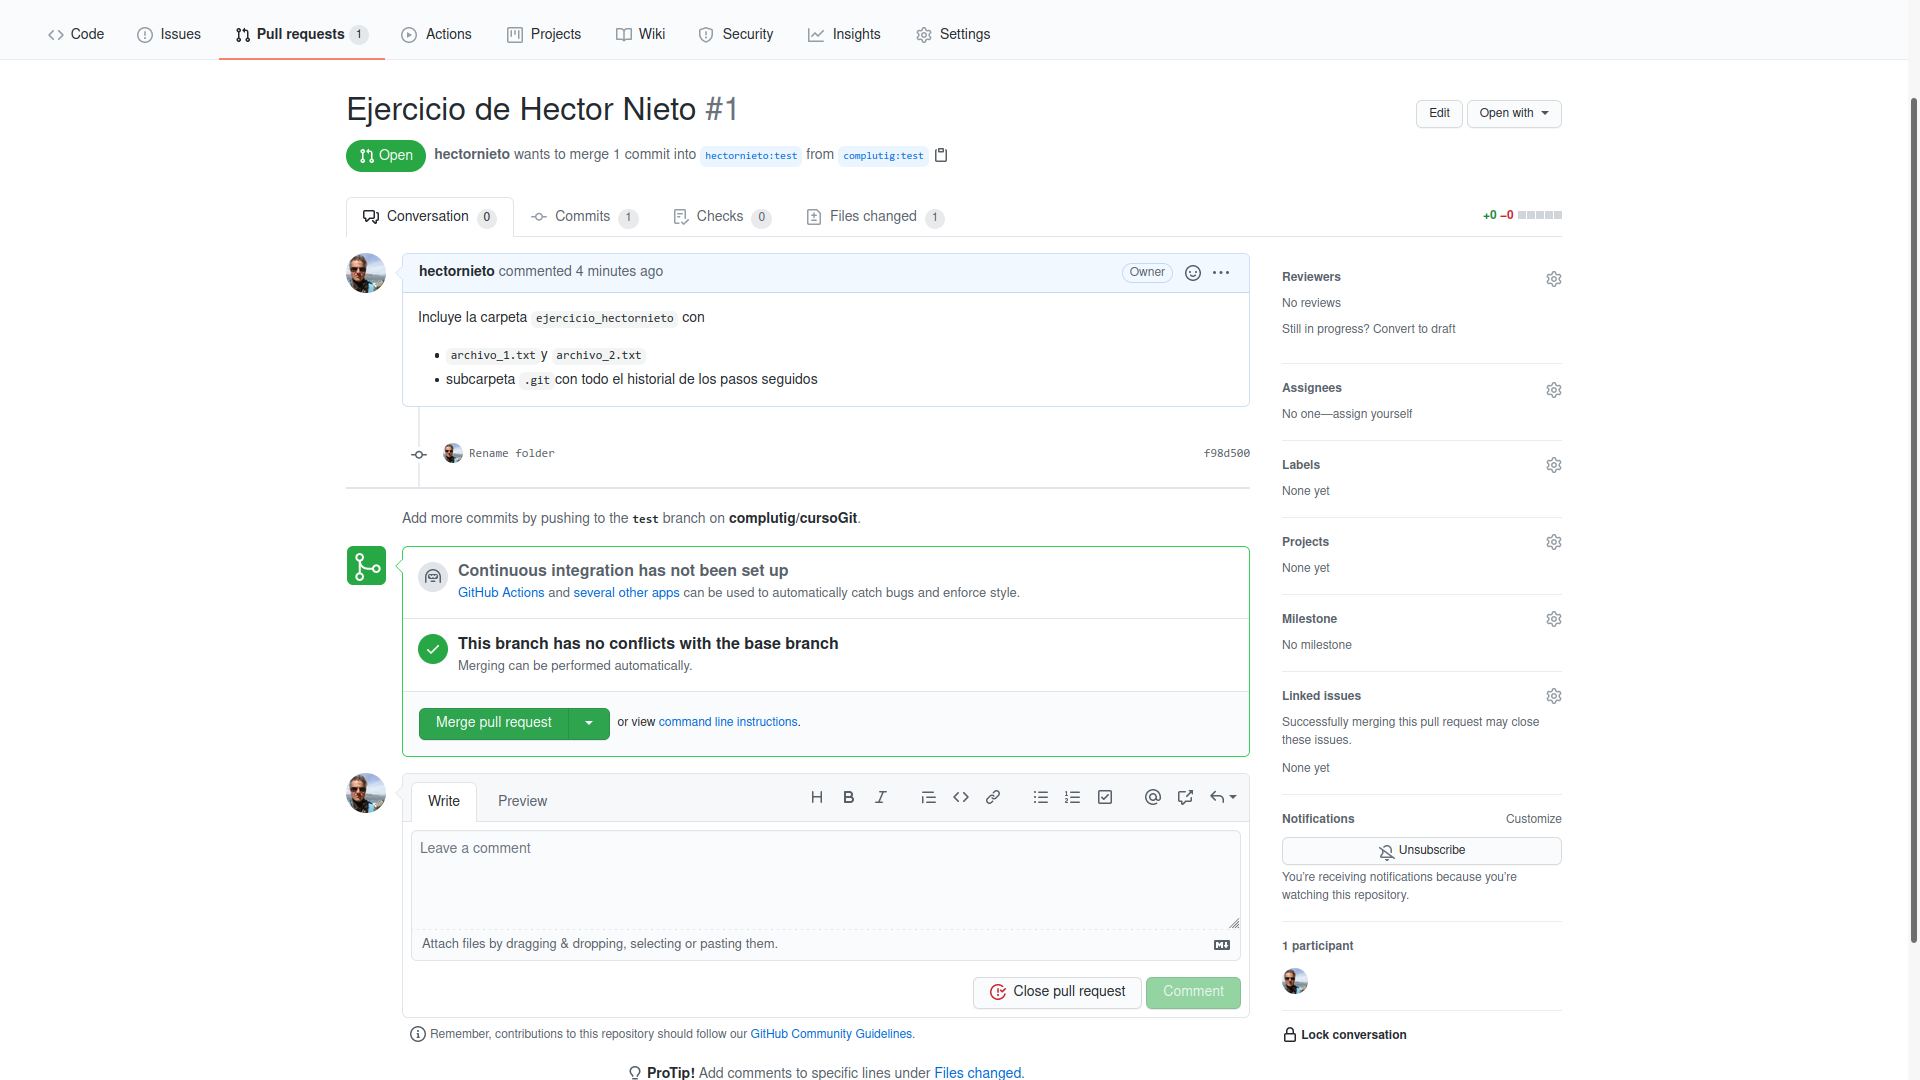 Code Issues Pull requests 1 Actions Projects Wiki Security Insights Settings
Ejercicio de Hector Nieto #1
Edit Open with
Open hectornieto wants to merge 1 commit into hectornieto:test from complutig:test
Conversation 0 Commits 1 Checks 0 Files changed 1
+0 −0
hectornieto commented 4 minutes ago
Owner
Incluye la carpeta ejercicio_hectornieto con
• archivo_1.txt y archivo_2.txt
• subcarpeta .git con todo el historial de los pasos seguidos
Rename folder f98d500
Add more commits by pushing to the test branch on complutig/cursoGit.
Continuous integration has not been set up
GitHub Actions and several other apps can be used to automatically catch bugs and enforce style.
This branch has no conflicts with the base branch
Merging can be performed automatically.
Merge pull request or view command line instructions.
Write Preview
H B I
Leave a comment
Attach files by dragging & dropping, selecting or pasting them.
Close pull request Comment
Remember, contributions to this repository should follow our GitHub Community Guidelines.
ProTip! Add comments to specific lines under Files changed.
Reviewers
No reviews
Still in progress? Convert to draft
Assignees
No one—assign yourself
Labels
None yet
Projects
None yet
Milestone
No milestone
Linked issues
Successfully merging this pull request may close
these issues.
None yet
Notifications Customize
Unsubscribe
You're receiving notifications because you're
watching this repository.
1 participant
Lock conversation